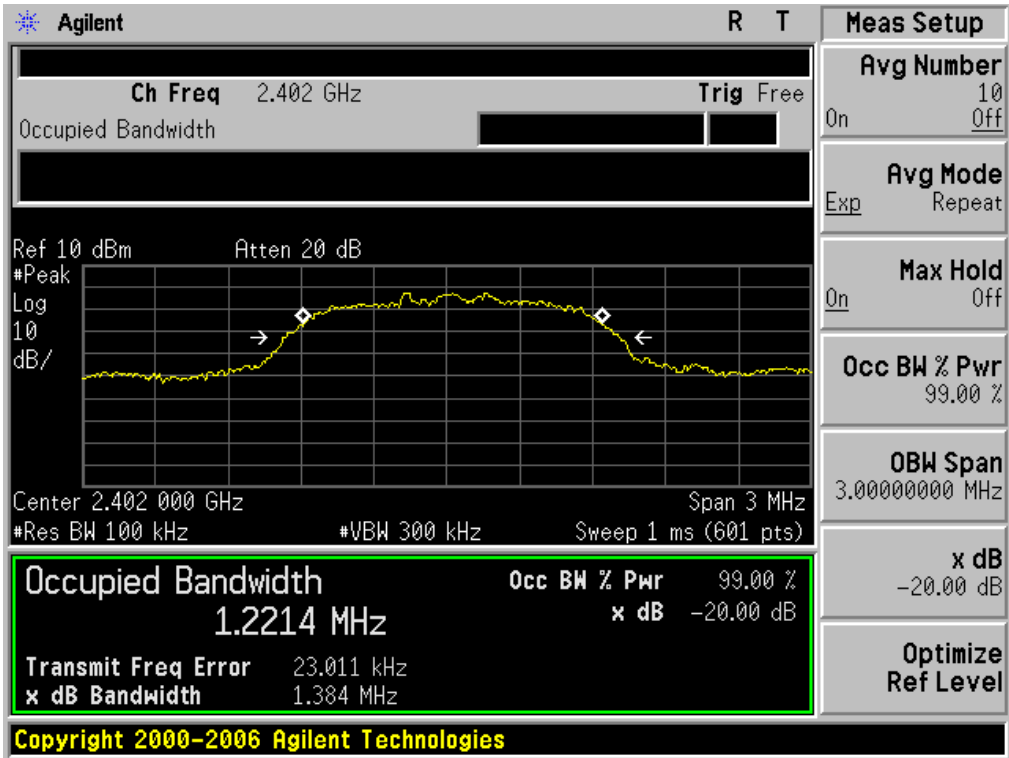 Agilent R T
Ch Freq 2.402 GHz Trig Free
Occupied Bandwidth
Ref 10 dBm Atten 20 dB
#Peak
Log
10
dB/
Center 2.402 000 GHz Span 3 MHz
#Res BW 100 kHz #VBW 300 kHz Sweep 1 ms (601 pts)
Occupied Bandwidth Occ BW % Pwr 99.00 %
1.2214 MHz x dB -20.00 dB
Transmit Freq Error 23.011 kHz
x dB Bandwidth 1.384 MHz
Copyright 2000-2006 Agilent Technologies
Meas Setup
Avg Number
10
On Off
Avg Mode
Exp Repeat
Max Hold
On Off
Occ BW % Pwr
99.00 %
OBW Span
3.00000000 MHz
x dB
-20.00 dB
Optimize
Ref Level